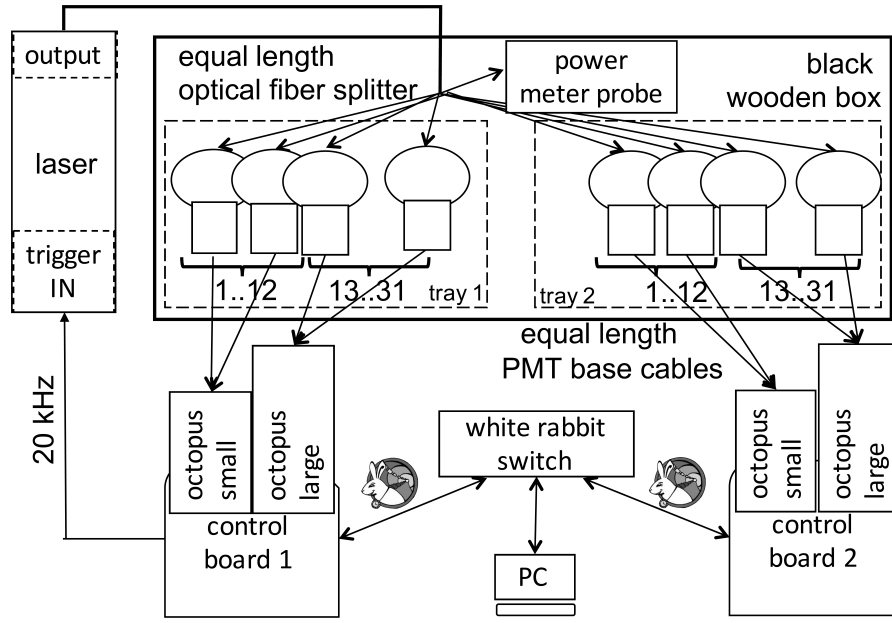 output
laser
trigger
IN
20 kHz
equal length
optical fiber splitter
power
meter probe
black
wooden box
1..12
13..31
tray 1
tray 2
1..12
13..31
equal length
PMT base cables
octopus
small
octopus
large
control
board 1
white rabbit
switch
PC
octopus
small
octopus
large
control
board 2